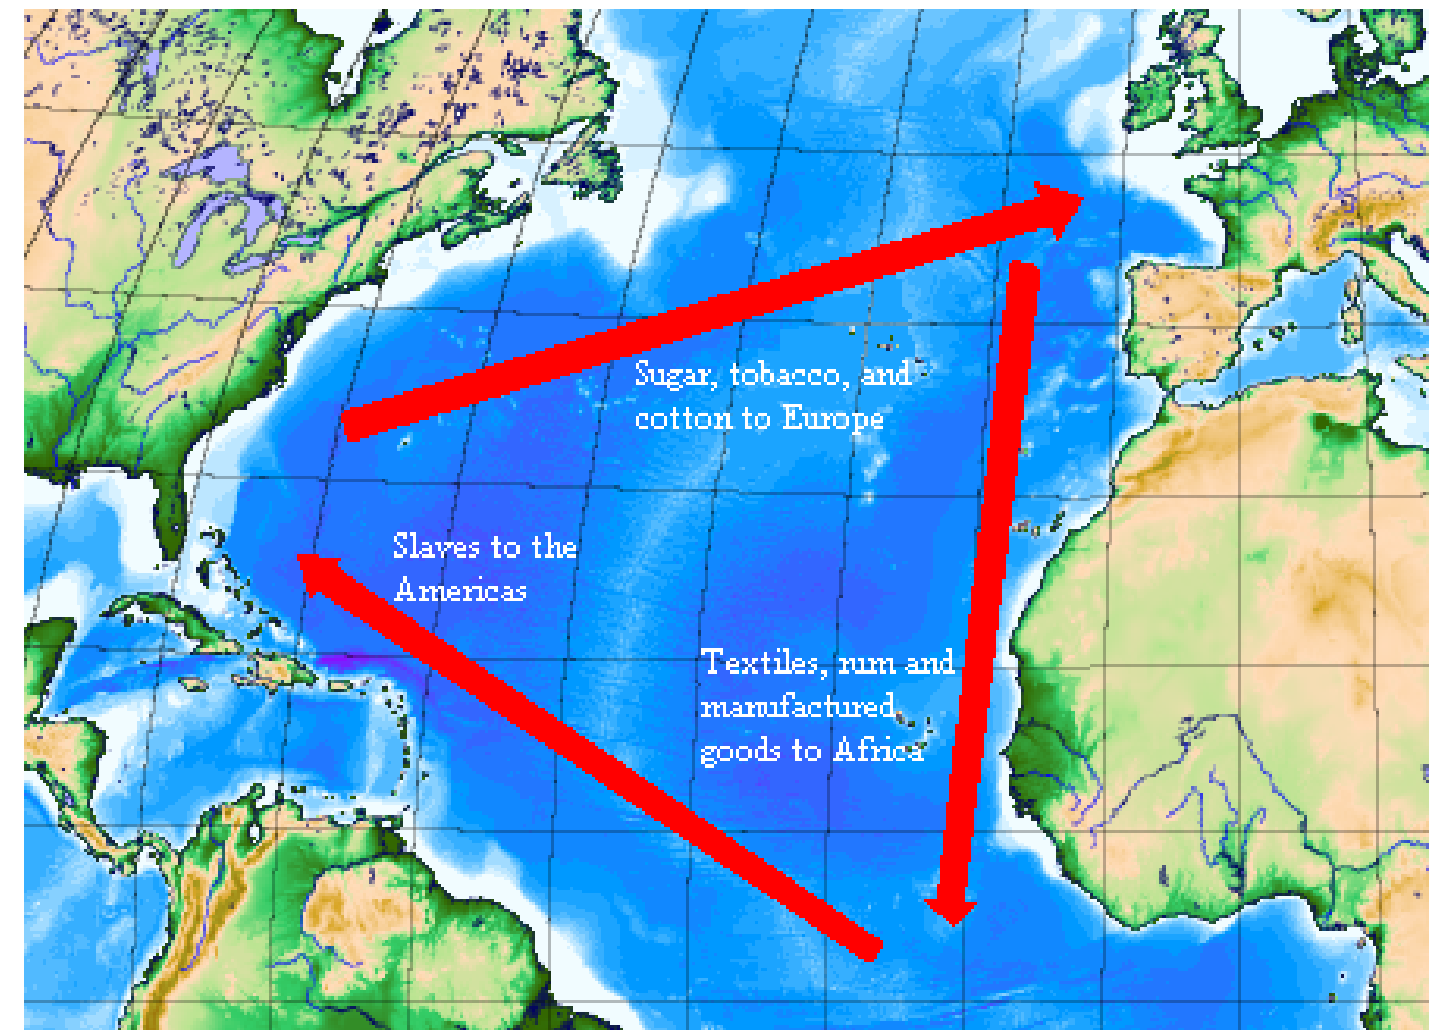 Sugar, tobacco, and
cotton to Europe
Slaves to the
Americas
Textiles, rum and
manufactured
goods to Africa